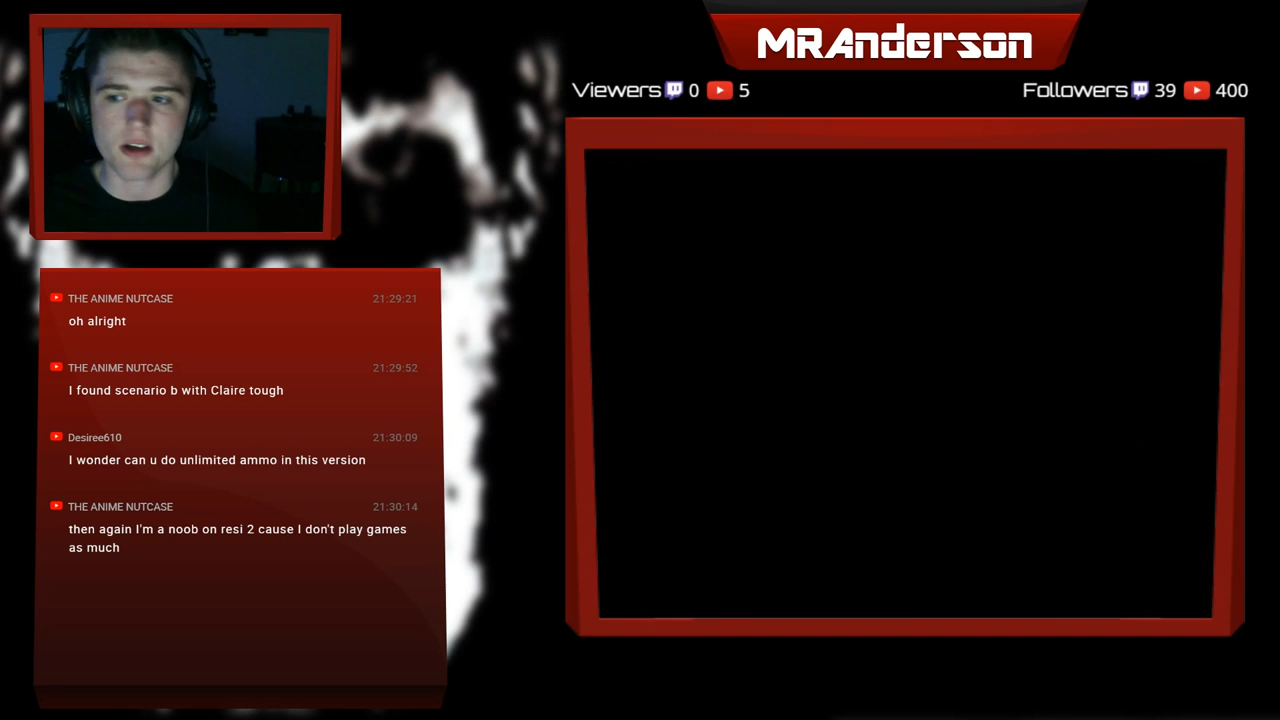 MRAnderson
Viewers 0 5
Followers 39 400
THE ANIME NUTCASE 21:29:21
oh alright
THE ANIME NUTCASE 21:29:52
I found scenario b with Claire tough
Desiree610 21:30:09
I wonder can u do unlimited ammo in this version
THE ANIME NUTCASE 21:30:14
then again I'm a noob on resi 2 cause I don't play games
as much